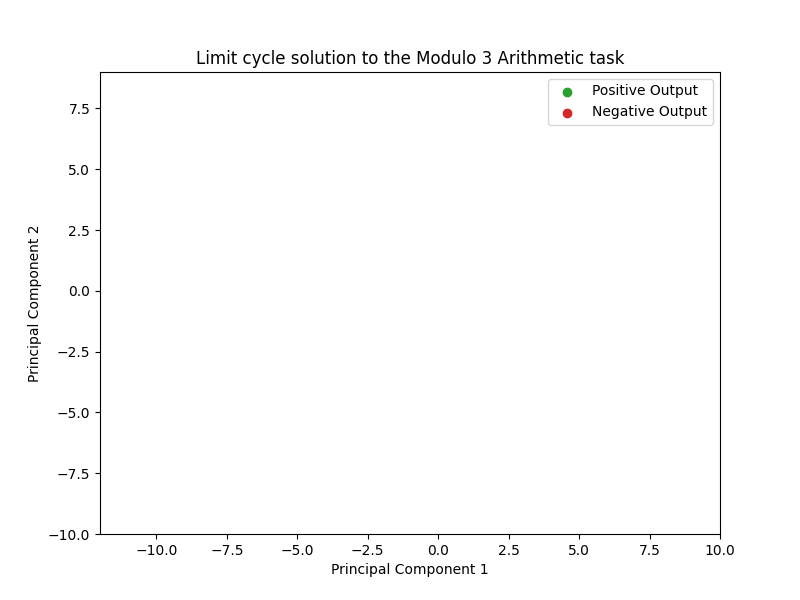 Limit cycle solution to the Modulo 3 Arithmetic task
Positive Output
Negative Output
Principal Component 2
7.5
5.0
2.5
0.0
−2.5
−5.0
−7.5
−10.0
−10.0 −7.5 −5.0 −2.5 0.0 2.5 5.0 7.5 10.0
Principal Component 1